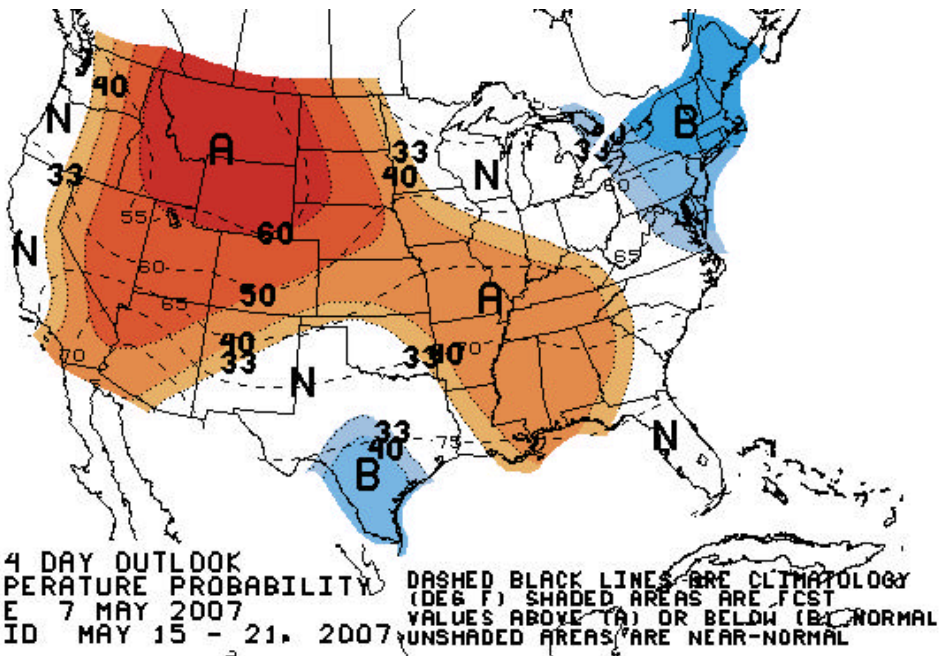 40
N
A
B
33
33
40
N
33
60
55
65
N
60
60
50
65
A
40
33
33
40
70
70
N
N
33
75
40
B
4 DAY OUTLOOK
PERATURE PROBABILITY
E 7 MAY 2007
ID MAY 15 - 21, 2007
DASHED BLACK LINES ARE CLIMATOLOGY
(DEG F) SHADED AREAS ARE FCST
VALUES ABOVE (A) OR BELOW (B) NORMAL
UNSHADED AREAS ARE NEAR-NORMAL